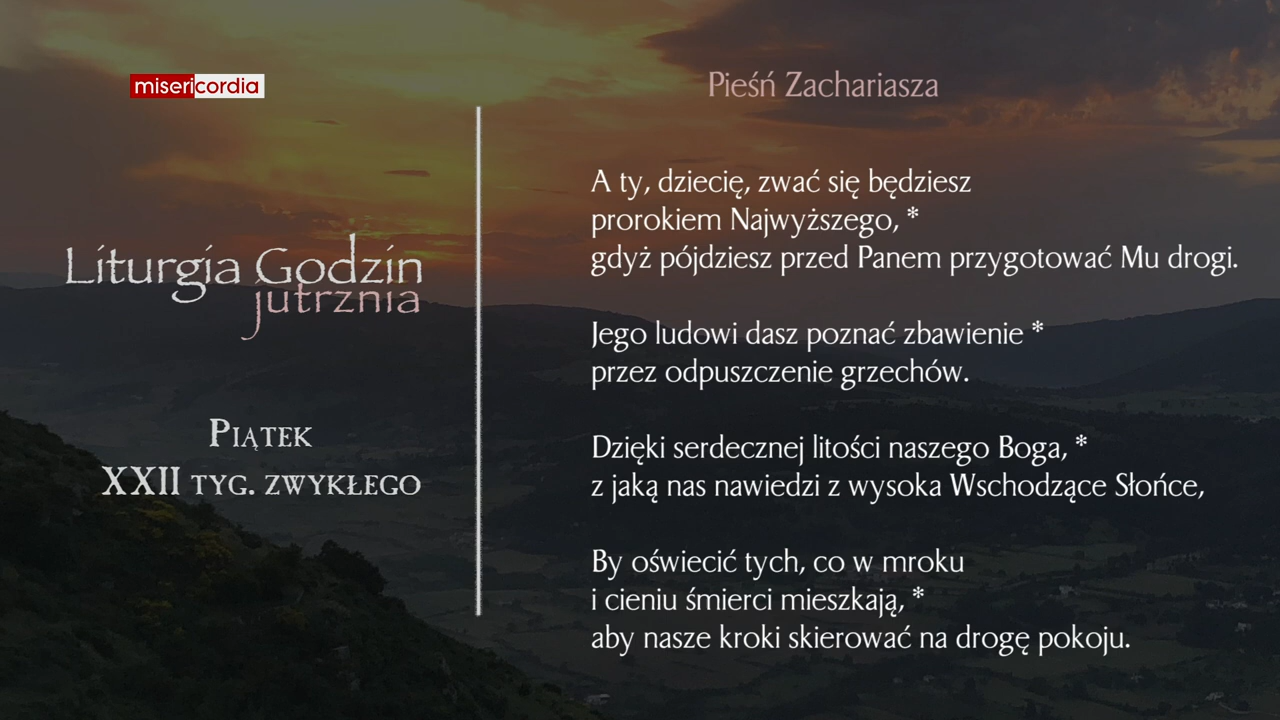 misericordia
Liturgia Godzin
jutrznia
Piątek
XXII tyg. zwykłego
Pieśń Zachariasza
A ty, dziecię, zwać się będziesz
prorokiem Najwyższego, *
gdyż pójdziesz przed Panem przygotować Mu drogi.
Jego ludowi dasz poznać zbawienie *
przez odpuszczenie grzechów.
Dzięki serdecznej litości naszego Boga, *
z jaką nas nawiedzi z wysoka Wschodzące Słońce,
By oświecić tych, co w mroku
i cieniu śmierci mieszkają, *
aby nasze kroki skierować na drogę pokoju.